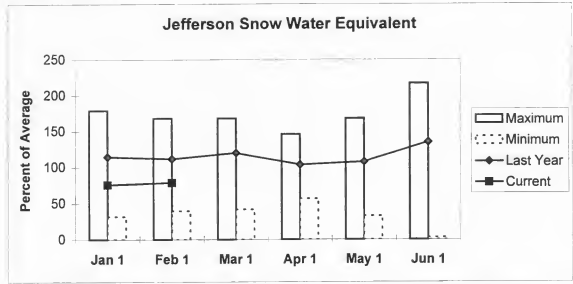 Jefferson Snow Water Equivalent
Percent of Average
250
200
150
100
50
0
Jan 1 Feb 1 Mar 1 Apr 1 May 1 Jun 1
Maximum
Minimum
Last Year
Current